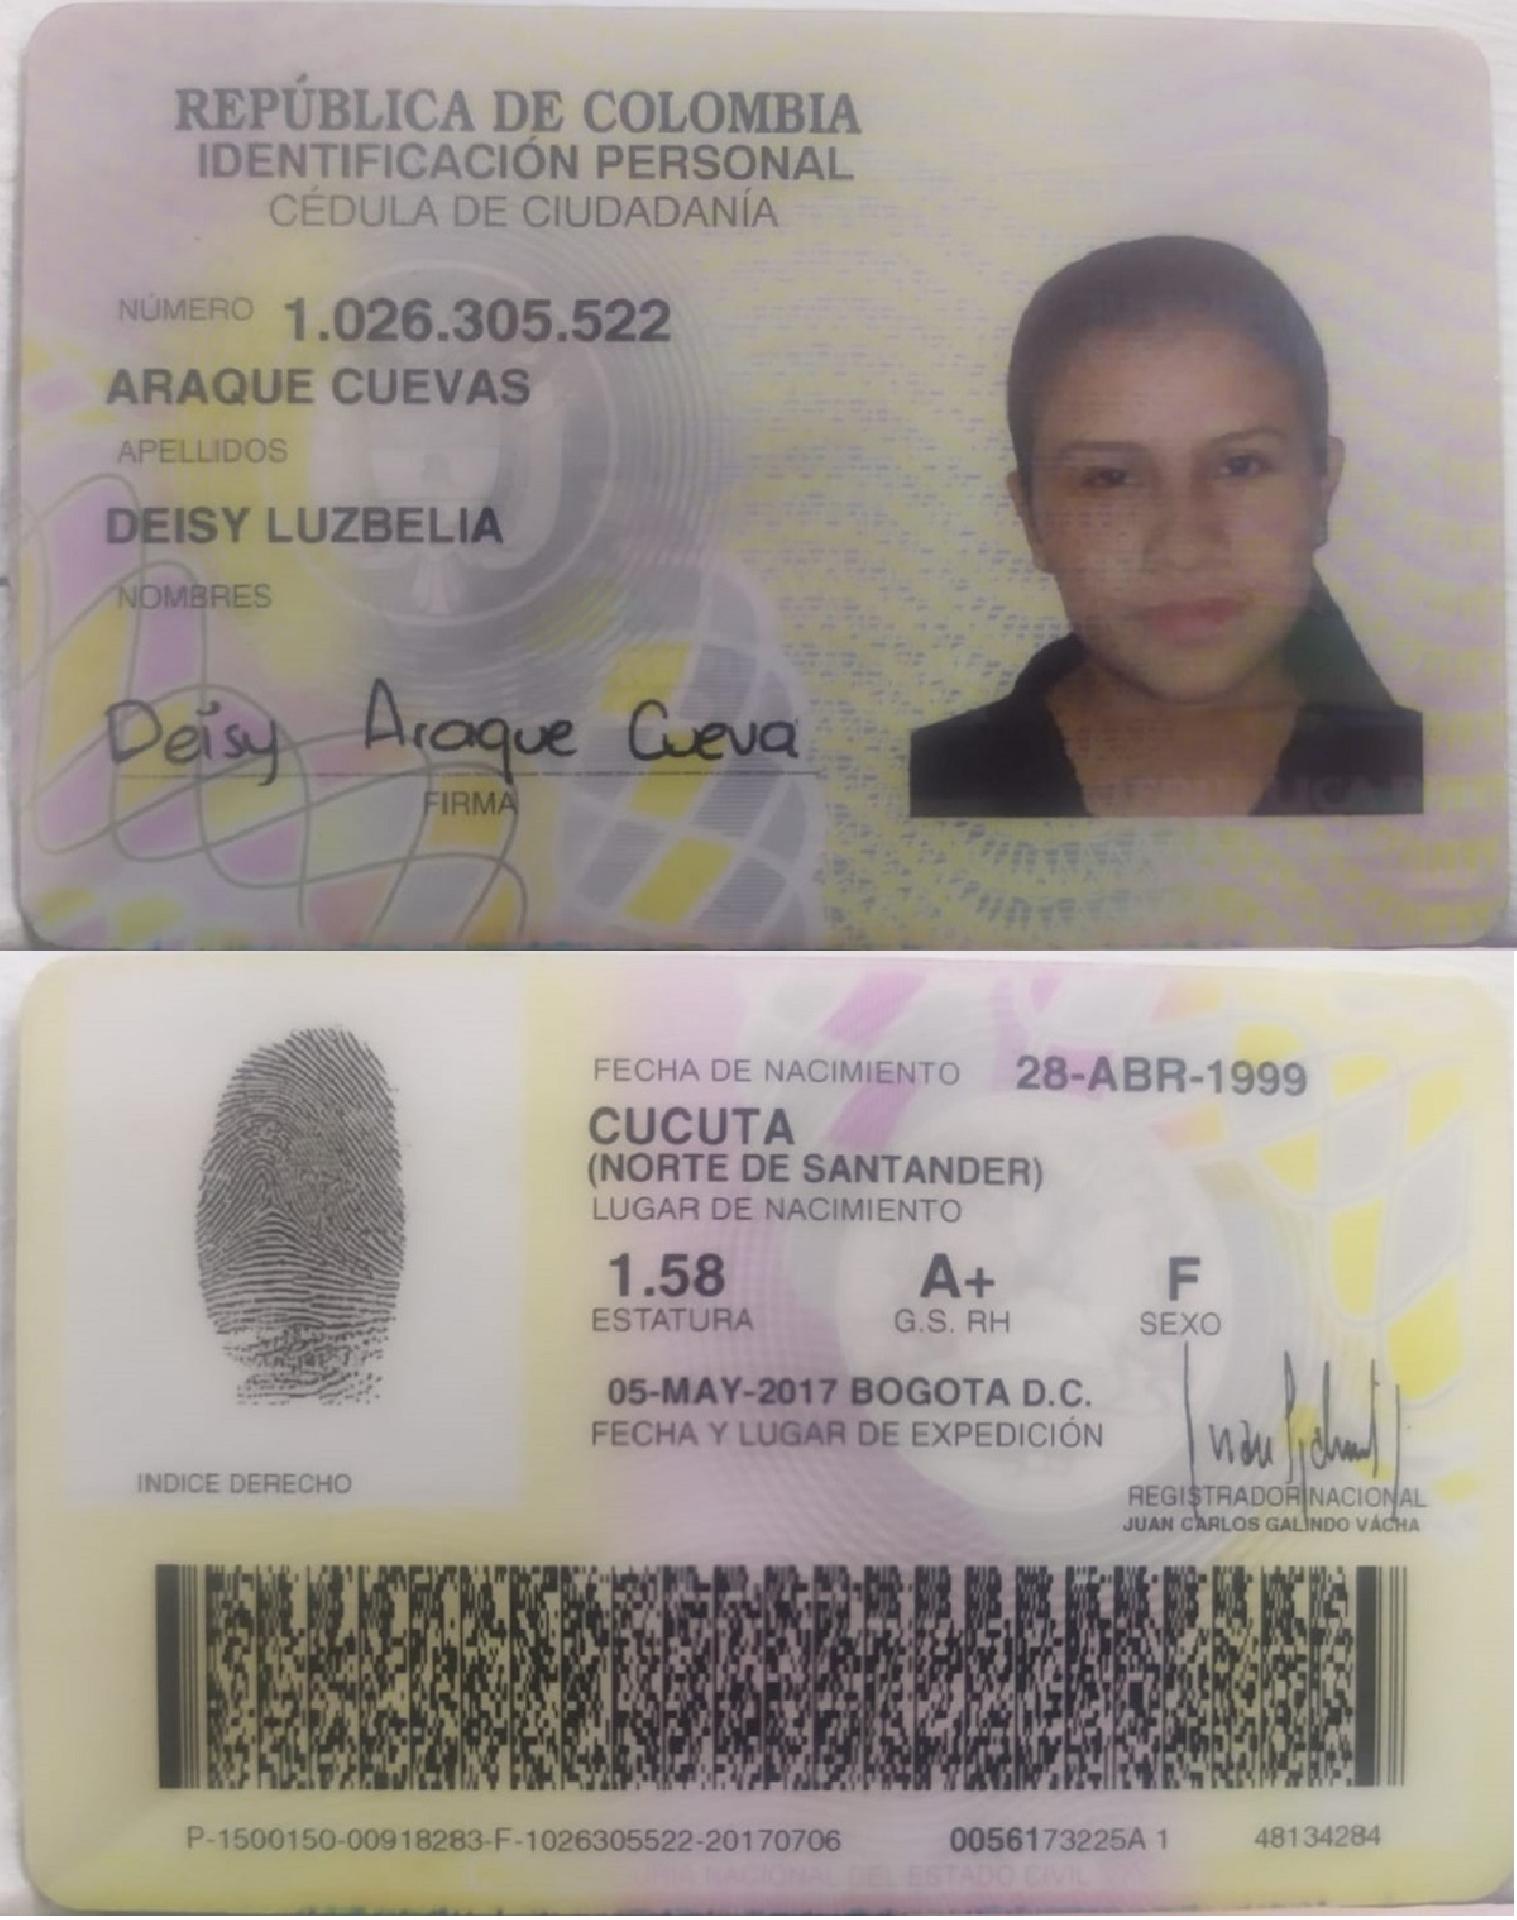 REPÚBLICA DE COLOMBIA
IDENTIFICACIÓN PERSONAL
CÉDULA DE CIUDADANÍA
NÚMERO 1.026.305.522
ARAQUE CUEVAS
APELLIDOS
DEISY LUZBELIA
NOMBRES
Deisy Araque Cueva
FIRMA
FECHA DE NACIMIENTO 28-ABR-1999
CUCUTA
(NORTE DE SANTANDER)
LUGAR DE NACIMIENTO
1.58 A+ F
ESTATURA G.S. RH SEXO
05-MAY-2017 BOGOTA D.C.
FECHA Y LUGAR DE EXPEDICIÓN
INDICE DERECHO
REGISTRADOR NACIONAL
JUAN CARLOS GALINDO VÁCHA
P-1500150-00918283-F-1026305522-20170706 0056173225A 1 48134284
NACIONAL DEL ESTADO CIVIL